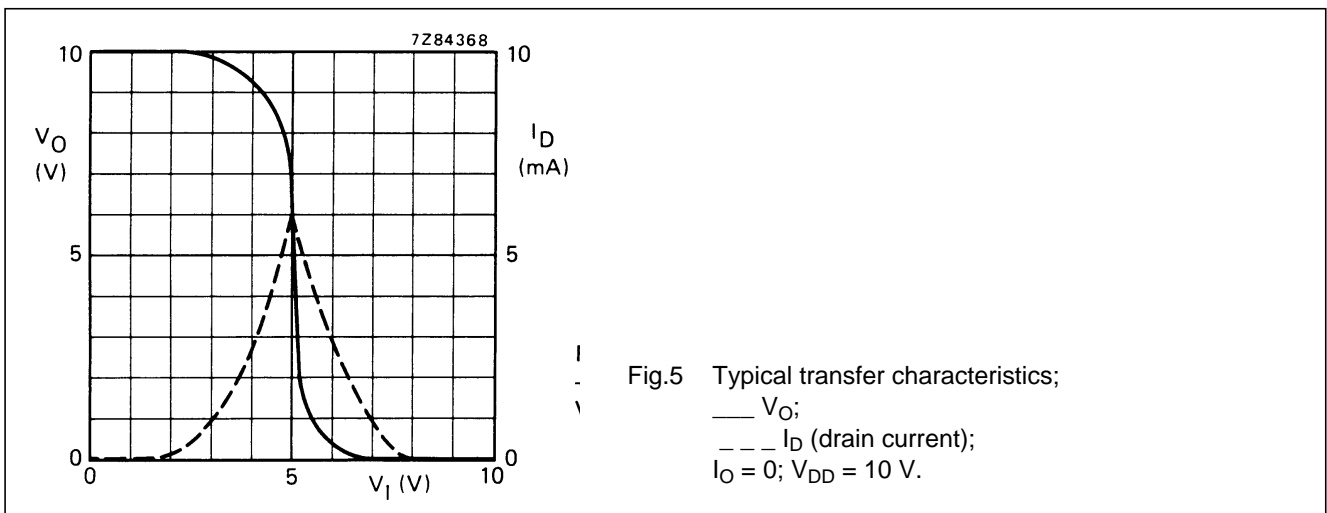 7Z84368
10
10
V_O
(V)
I_D
(mA)
5
5
0
0
0
5
10
V_I (V)
Fig.5 Typical transfer characteristics;
___ V_O;
_ _ _ I_D (drain current);
I_O = 0; V_DD = 10 V.